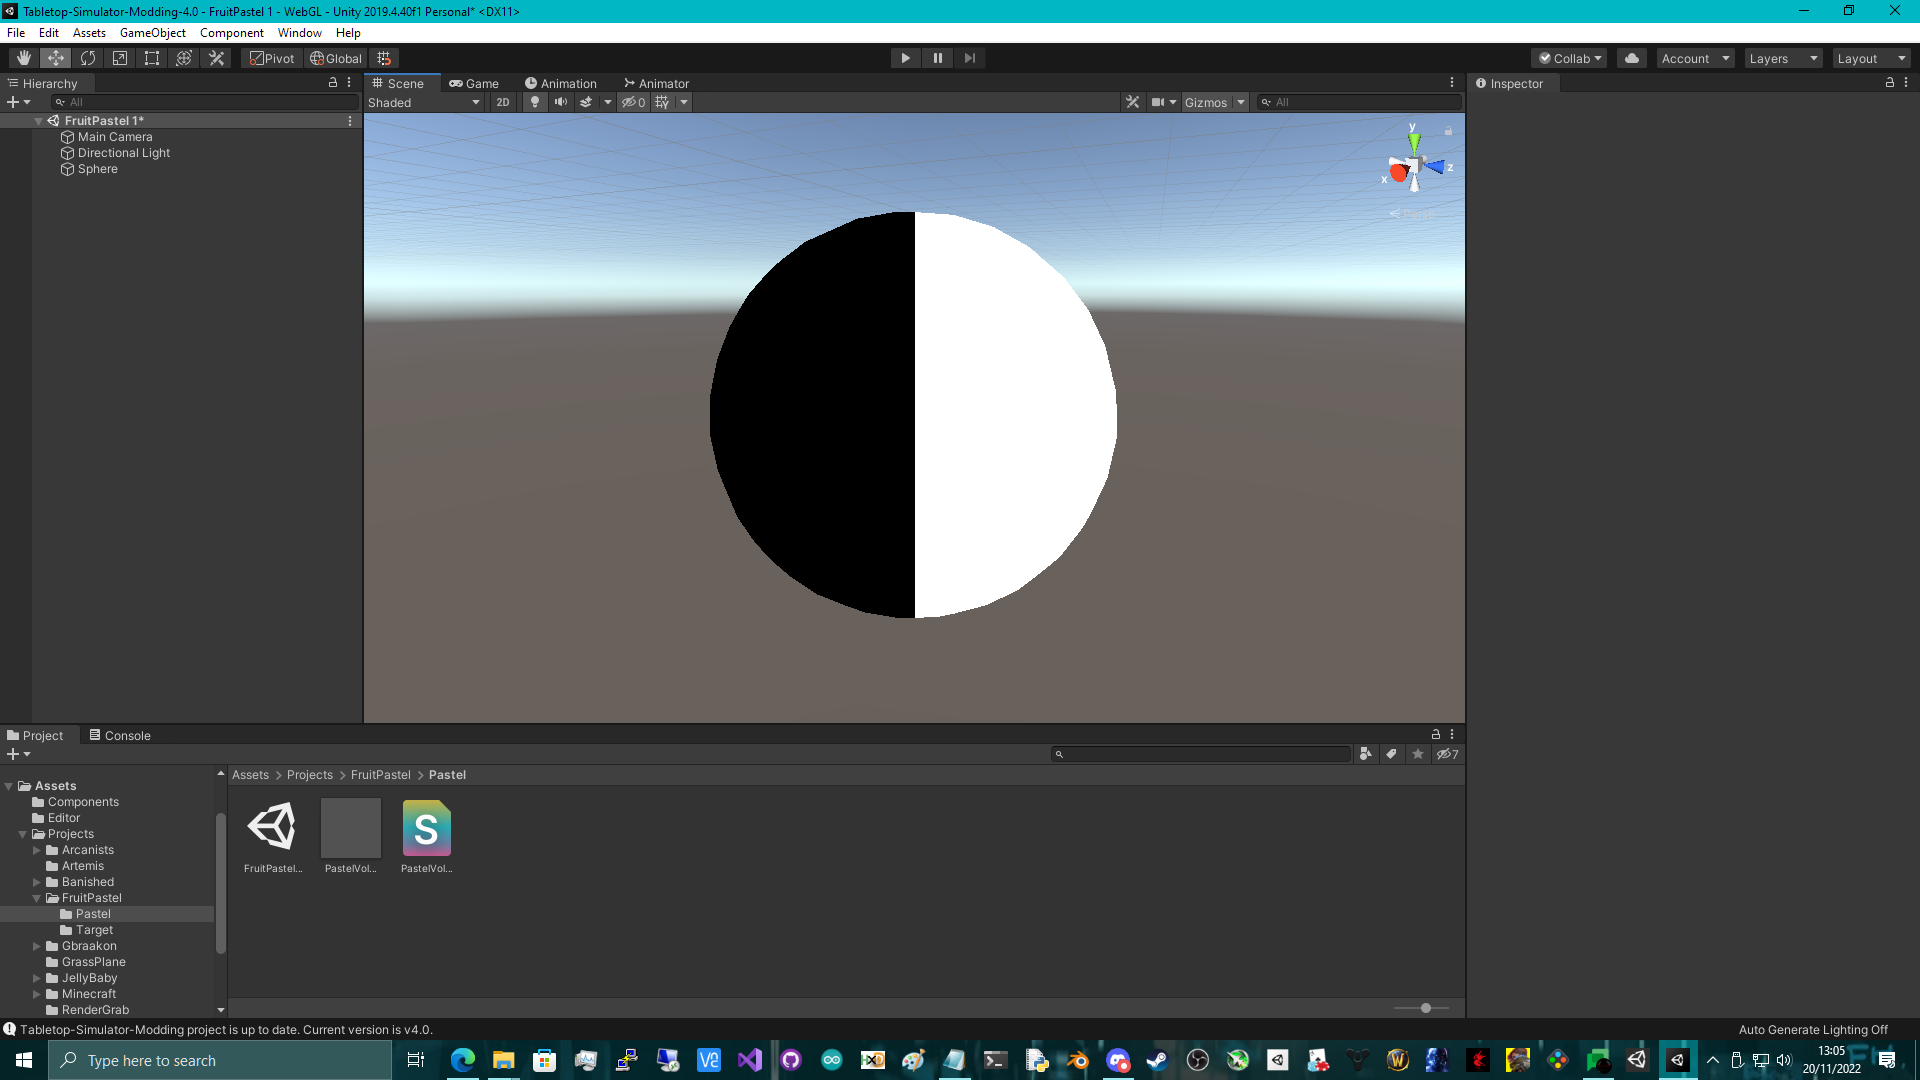 Tabletop-Simulator-Modding-4.0 - FruitPastel 1 - WebGL - Unity 2019.4.40f1 Personal* <DX11>
File Edit Assets GameObject Component Window Help
Pivot Global Collab Account Layers Layout
Hierarchy
All
FruitPastel 1*
Main Camera
Directional Light
Sphere
Scene Game Animation Animator
Shaded 2D 0 Gizmos All
y
x
z
Inspector
Project Console
7
Assets
Components
Editor
Projects
Arcanists
Artemis
Banished
FruitPastel
Pastel
Target
Gbraakon
GrassPlane
JellyBaby
Minecraft
RenderGrab
Assets > Projects > FruitPastel > Pastel
S
FruitPastel... PastelVol... PastelVol...
Tabletop-Simulator-Modding project is up to date. Current version is v4.0.
Auto Generate Lighting Off
Type here to search
13:05
20/11/2022